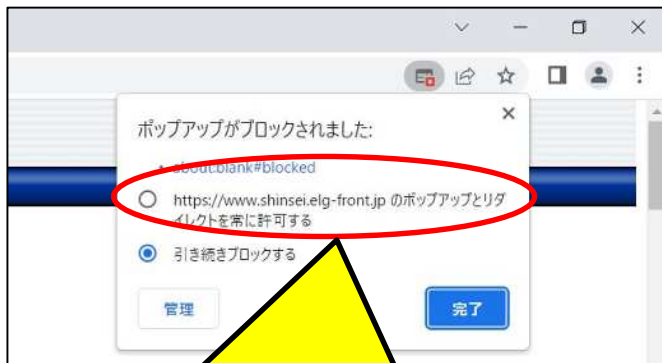 ポップアップがブロックされました:
about:blank#blocked
https://www.shinsei.elg-front.jp のポップアップとリダ
イレクトを常に許可する
引き続きブロックする
管理
完了